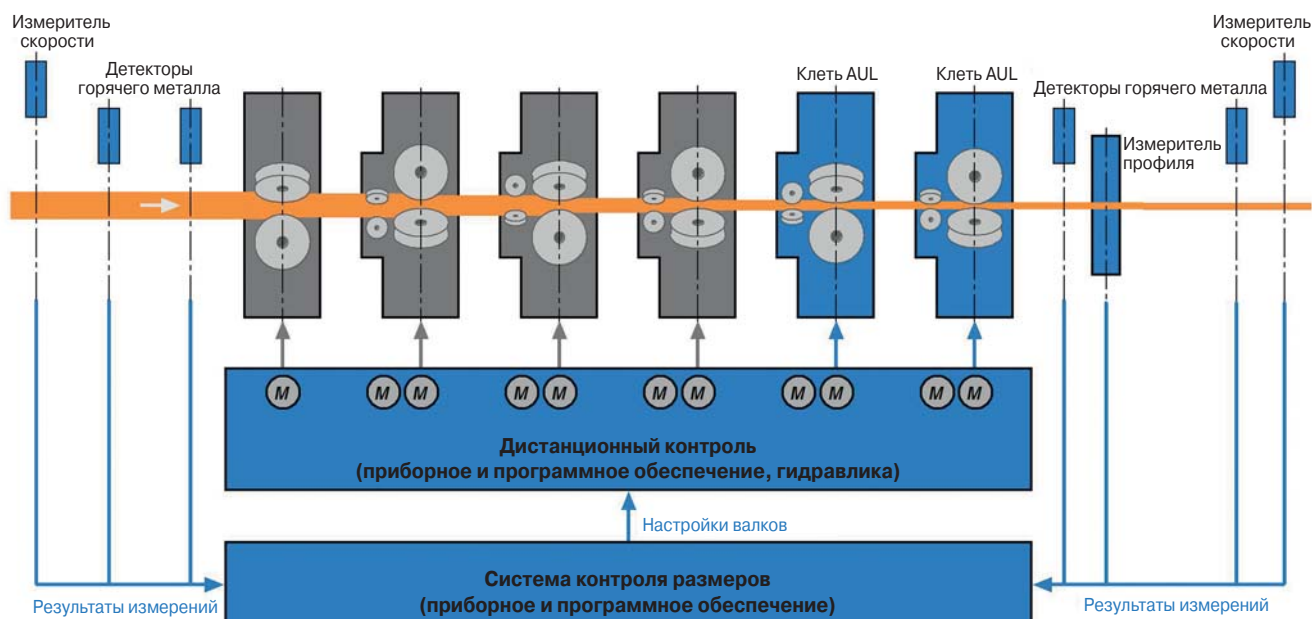 Измеритель
скорости
Детекторы
горячего металла
Клеть AUL
Клеть AUL
Измеритель
скорости
Детекторы горячего металла
Измеритель
профиля
M
M M
M M
M M
M M
M M
Дистанционный контроль
(приборное и программное обеспечение, гидравлика)
Настройки валков
Система контроля размеров
(приборное и программное обеспечение)
Результаты измерений
Результаты измерений